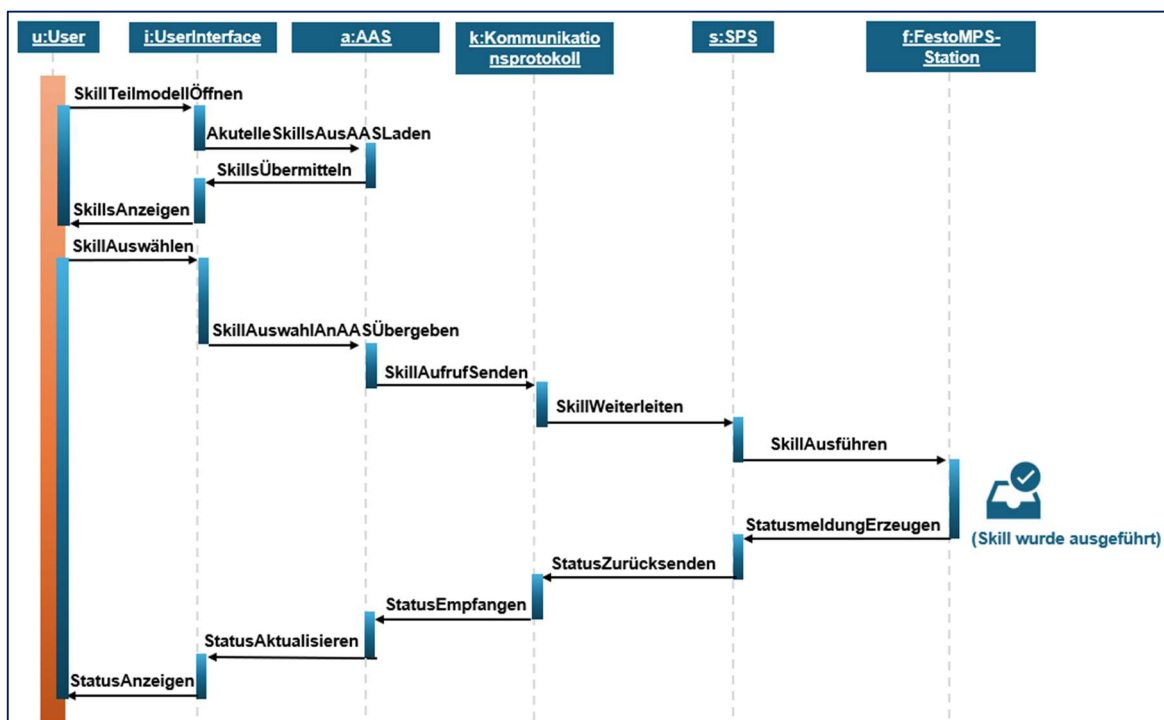 u:User
i:UserInterface
a:AAS
k:Kommunikatio
nsprotokoll
s:SPS
f:FestoMPS-
Station
SkillTeilmodellÖffnen
AkutelleSkillsAusAASLaden
SkillsÜbermitteln
SkillsAnzeigen
SkillAuswählen
SkillAuswahlAnAASÜbergeben
SkillAufrufSenden
SkillWeiterleiten
SkillAusführen
StatusmeldungErzeugen
(Skill wurde ausgeführt)
StatusZurücksenden
StatusEmpfangen
StatusAktualisieren
StatusAnzeigen